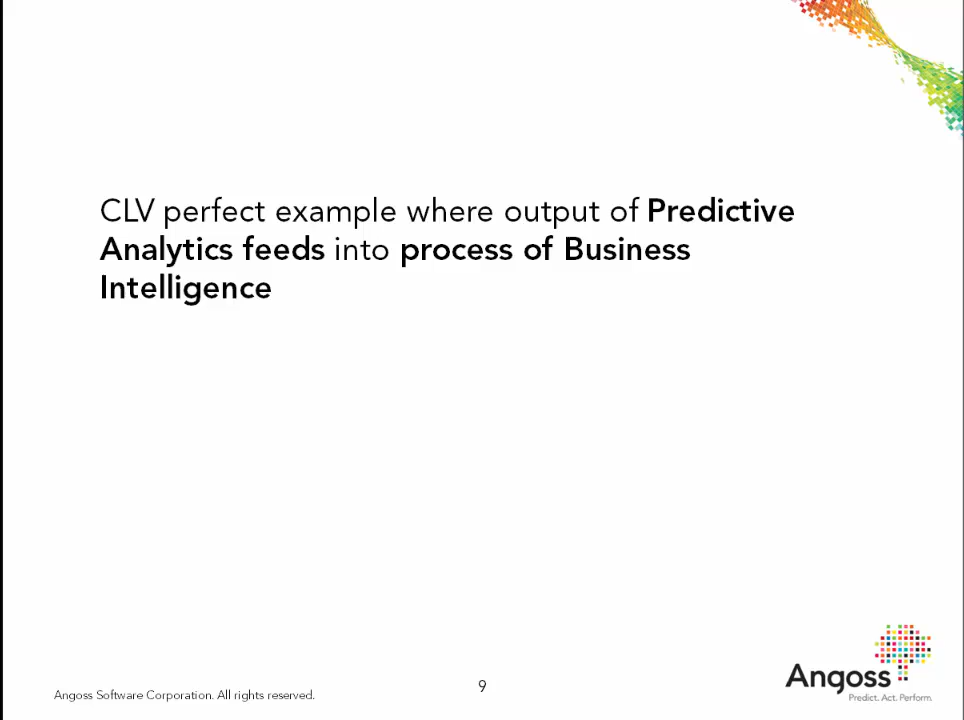 CLV perfect example where output of Predictive
Analytics feeds into process of Business
Intelligence
Angoss Software Corporation. All rights reserved.
9
Angoss
Predict. Act. Perform.